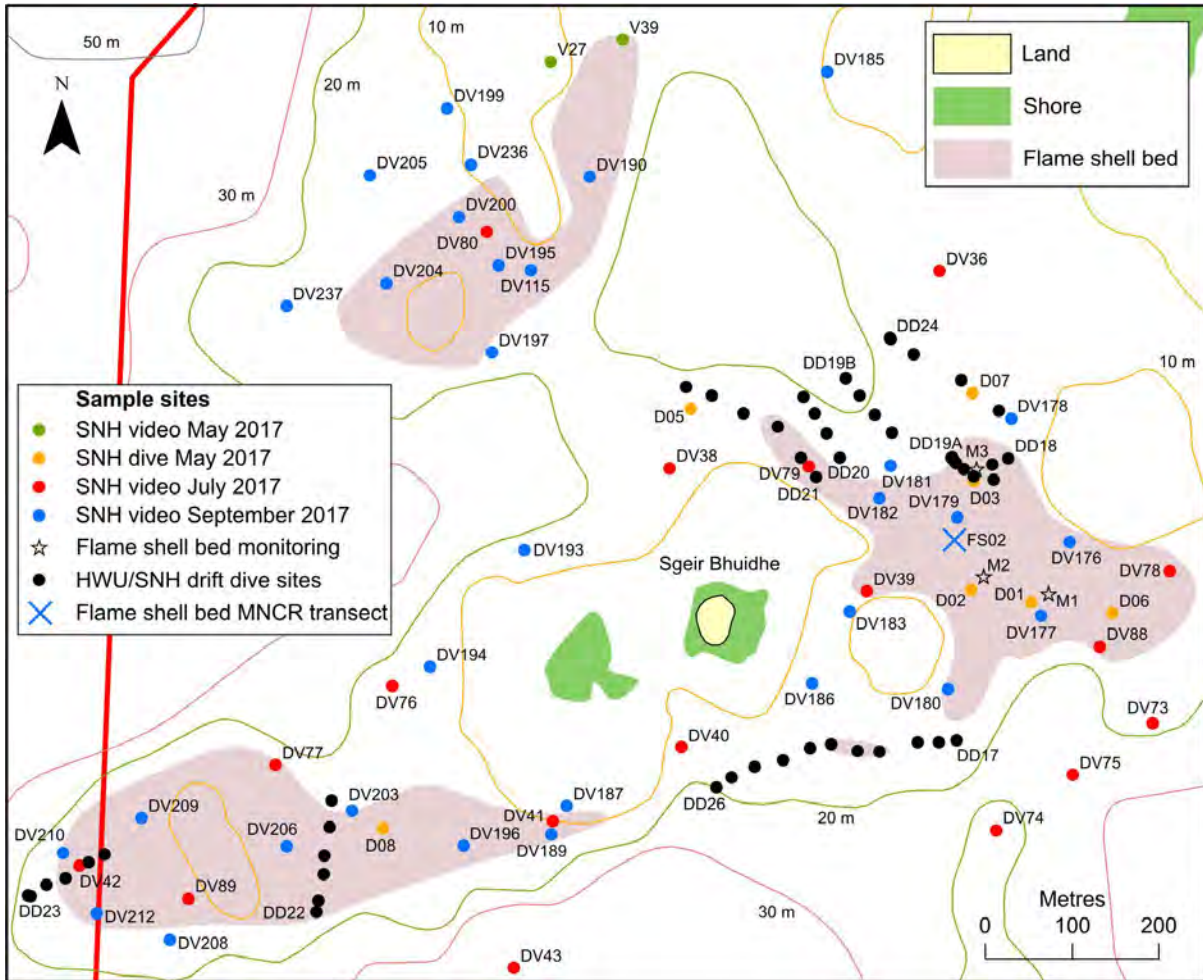 50 m
10 m
V39
V27
DV185
N
20 m
DV199
DV236
DV205
30 m
DV190
DV200
DV80
DV195
DV204
DV115
DV237
DV197
Land
Shore
Flame shell bed
DV36
DD24
DD19B
D07
10 m
D05
DV178
DD19A
M3
DD18
DV38
DV79
DD20
DD21
DV181
D03
DV182
DV179
FS02
DV176
M2
DV78
Sample sites
SNH video May 2017
SNH dive May 2017
SNH video July 2017
SNH video September 2017
Flame shell bed monitoring
HWU/SNH drift dive sites
Flame shell bed MNCR transect
DV193
Sgeir Bhuidhe
DV39
D02
D01
M1
D06
DV183
DV177
DV88
DV194
DV76
DV186
DV180
DV73
DV40
DD17
DV77
DV75
DD26
20 m
DV74
DV209
DV203
DV187
DV41
DV210
DV206
D08
DV196
DV189
DV42
DV89
DD23
DD22
DV212
DV208
30 m
DV43
Metres
0 100 200